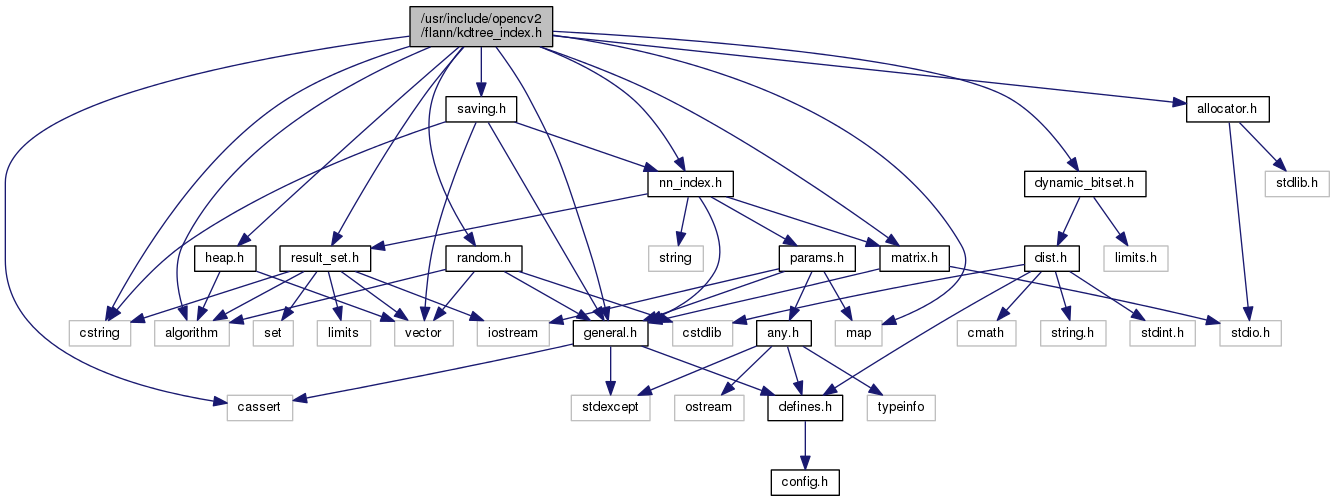 /usr/include/opencv2
/flann/kdtree_index.h
saving.h
allocator.h
nn_index.h
dynamic_bitset.h
stdlib.h
heap.h
result_set.h
random.h
string
params.h
matrix.h
dist.h
limits.h
cstring
algorithm
set
limits
vector
iostream
general.h
cstdlib
any.h
map
cmath
string.h
stdint.h
stdio.h
cassert
stdexcept
ostream
defines.h
typeinfo
config.h